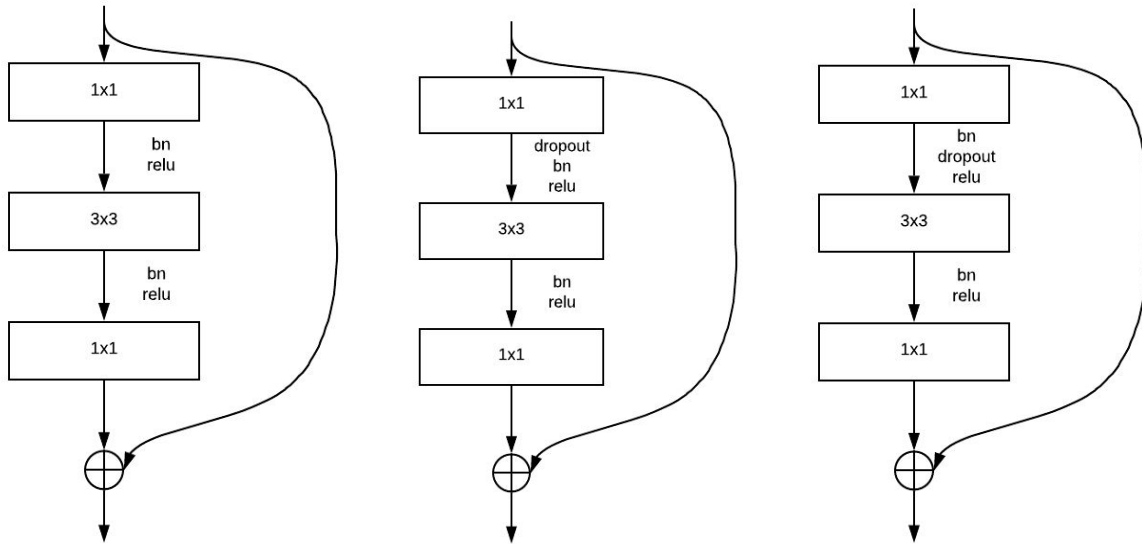 1x1
bn
relu
3x3
bn
relu
1x1
1x1
dropout
bn
relu
3x3
bn
relu
1x1
1x1
bn
dropout
relu
3x3
bn
relu
1x1